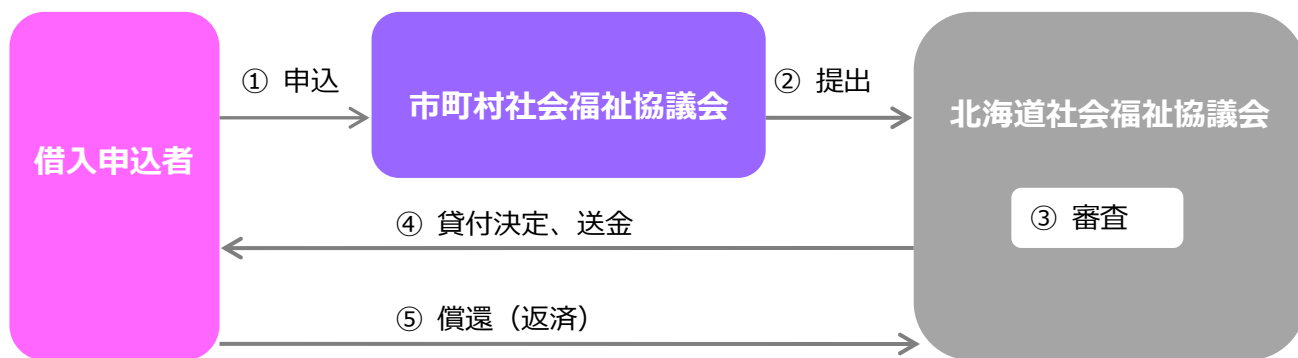 ① 申込
市町村社会福祉協議会
② 提出
北海道社会福祉協議会
借入申込者
③ 審査
④ 貸付決定、送金
⑤ 償還（返済）